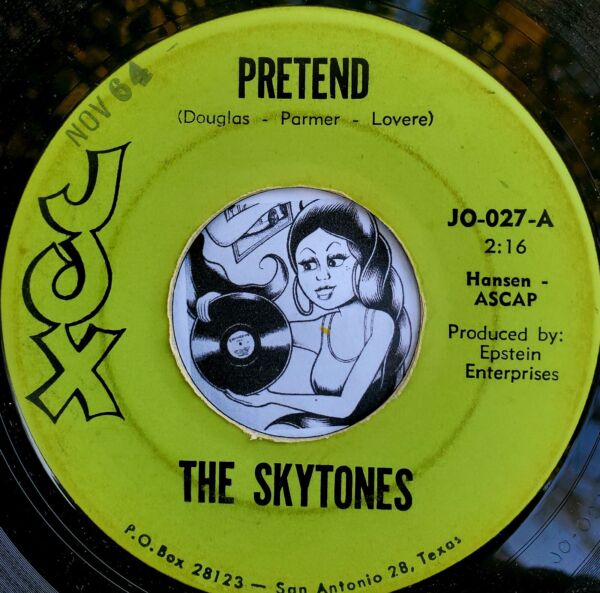 PRETEND
(Douglas - Parmer - Lovere)
NOV 64
JOX
JO-027-A
2:16
Hansen -
ASCAP
Produced by:
Epstein
Enterprises
THE SKYTONES
P.O.Box 28123 — San Antonio 28, Texas